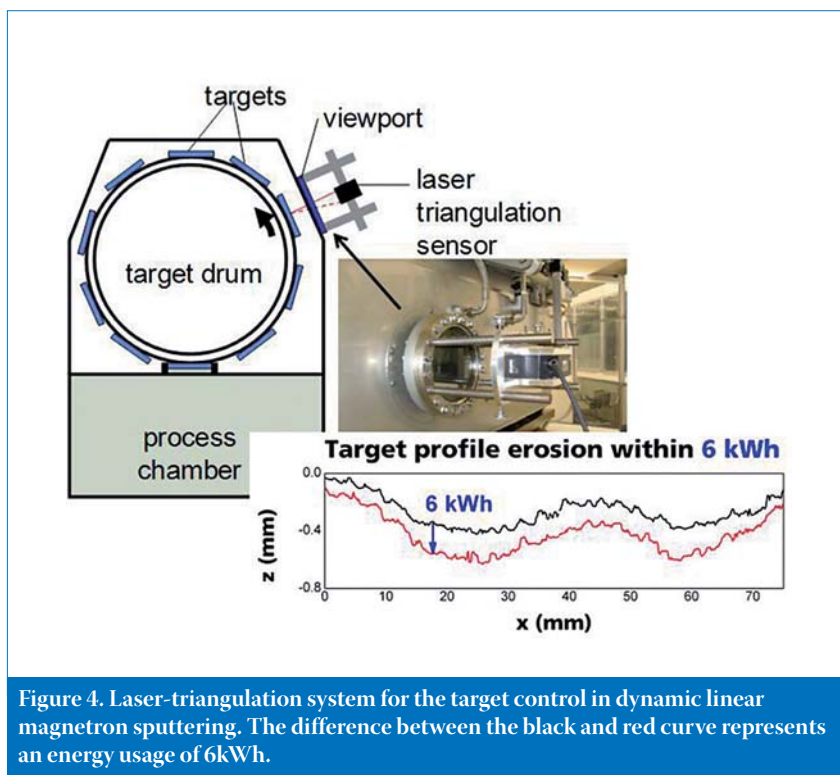 targets
viewport
laser
triangulation
sensor
target drum
process
chamber
Target profile erosion within 6 kWh
0.0
-0.4
-0.8
z (mm)
6 kWh
0 10 20 30 40 50 60 70
x (mm)
Figure 4. Laser-triangulation system for the target control in dynamic linear
magnetron sputtering. The difference between the black and red curve represents
an energy usage of 6kWh.